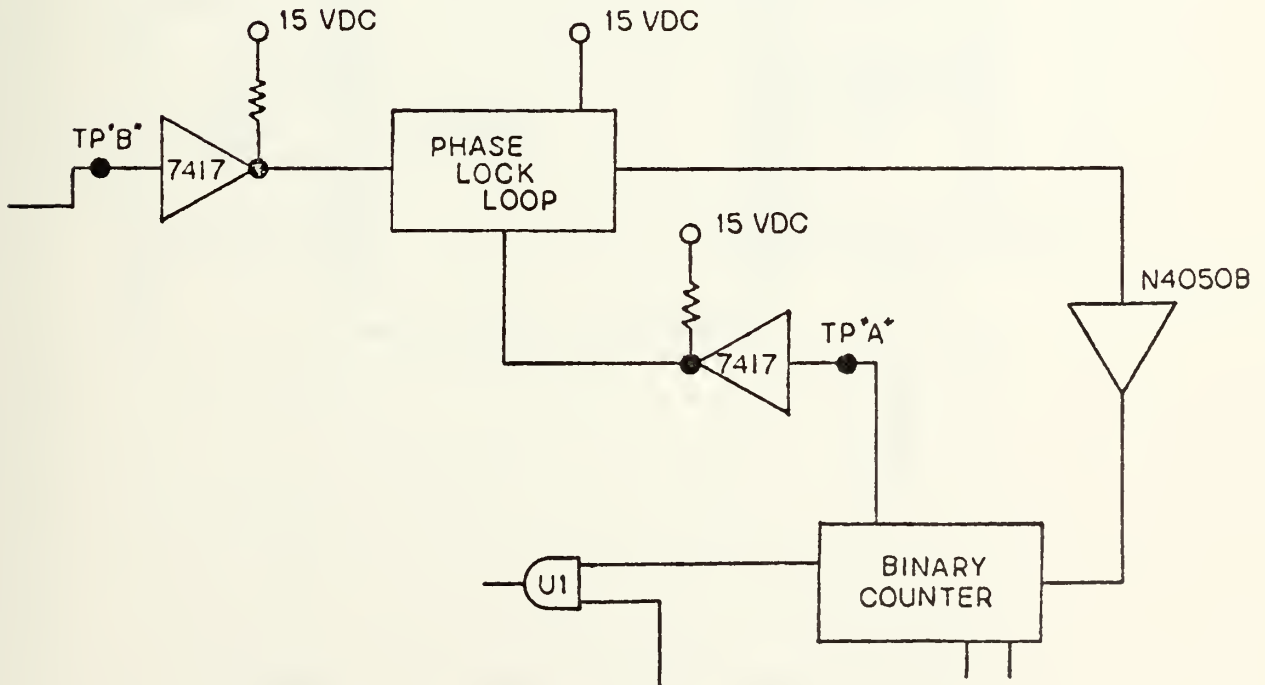 15 VDC
15 VDC
TP"B"
7417
PHASE
LOCK
LOOP
15 VDC
N4050B
7417
TP"A"
U1
BINARY
COUNTER